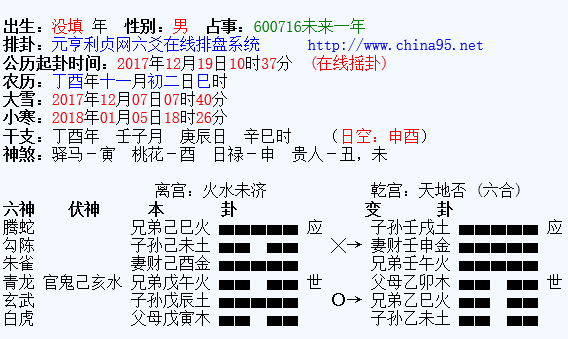 出生：没填 年　性别：男　占事：600716未来一年
排卦：元亨利贞网六爻在线排盘系统　　　http://www.china95.net
公历起卦时间：2017年12月19日10时37分　（在线摇卦）
农历：丁酉年十一月初二日巳时
大雪：2017年12月07日07时40分
小寒：2018年01月05日18时26分
干支：丁酉年　壬子月　庚辰日　辛巳时　　（日空：申酉）
神煞：驿马－寅　桃花－酉　日禄－申　贵人－丑，未
离宫：火水未济　　　　　乾宫：天地否（六合）
六神　　伏神　　　本　　　卦　　　　　　变　　　卦
腾蛇　　　　　　兄弟己巳火　应　　　子孙壬戌土　应
勾陈　　　　　　子孙己未土　╳→　妻财壬申金
朱雀　　　　　　妻财己酉金　　　　　兄弟壬午火
青龙 官鬼己亥水 兄弟戊午火　世　　　父母乙卯木　世
玄武　　　　　　子孙戊辰土　O→　兄弟乙巳火
白虎　　　　　　父母戊寅木　　　　　子孙乙未土